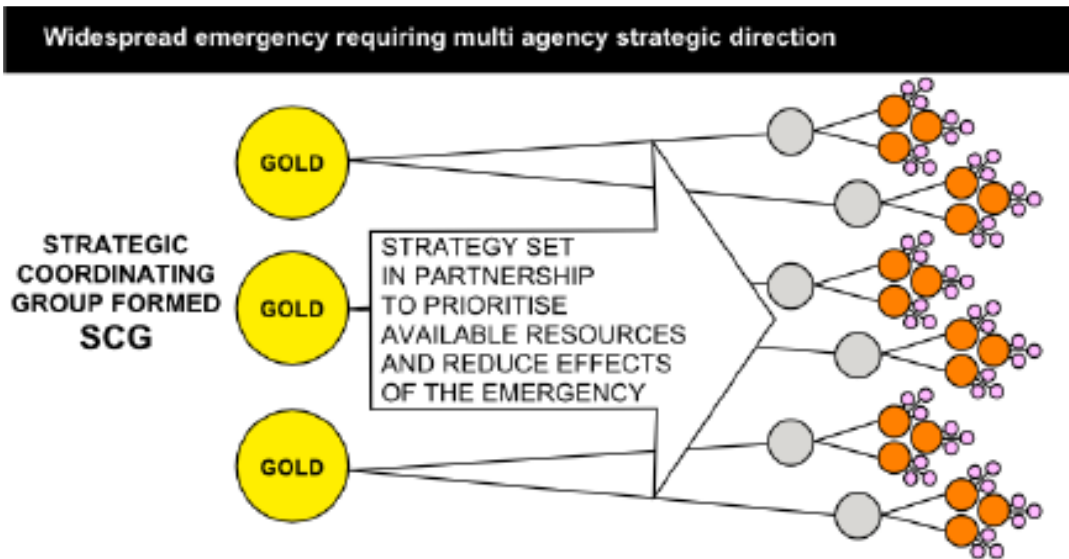 Widespread emergency requiring multi agency strategic direction
GOLD
STRATEGIC
COORDINATING
GROUP FORMED
SCG
GOLD
STRATEGY SET
IN PARTNERSHIP
TO PRIORITISE
AVAILABLE RESOURCES
AND REDUCE EFFECTS
OF THE EMERGENCY
GOLD